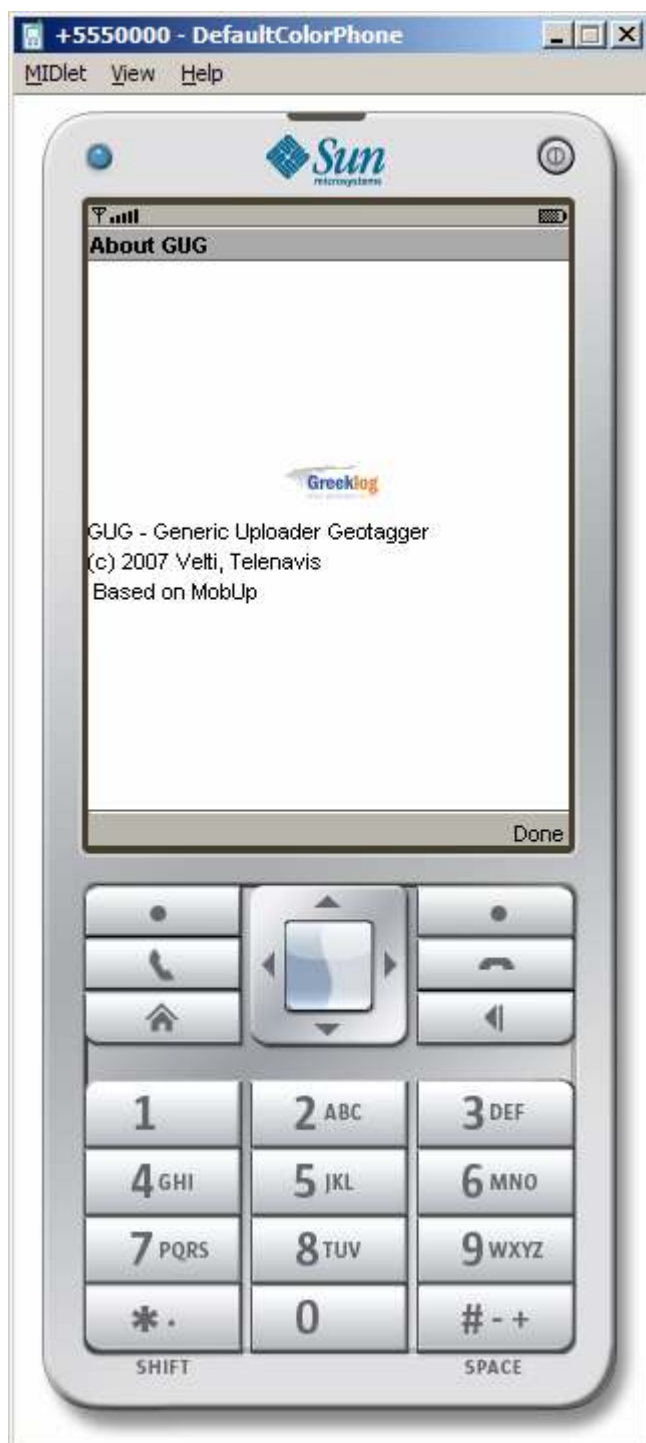 +5550000 - DefaultColorPhone
MIDlet View Help
Sun
microsystems
About GUG
Greeklog
GUG - Generic Uploader Geotagger
(c) 2007 Velti, Telenavis
Based on MobUp
Done
1 2 ABC 3 DEF
4 GHI 5 JKL 6 MNO
7 PQRS 8 TUV 9 WXYZ
* . 0 # - +
SHIFT SPACE